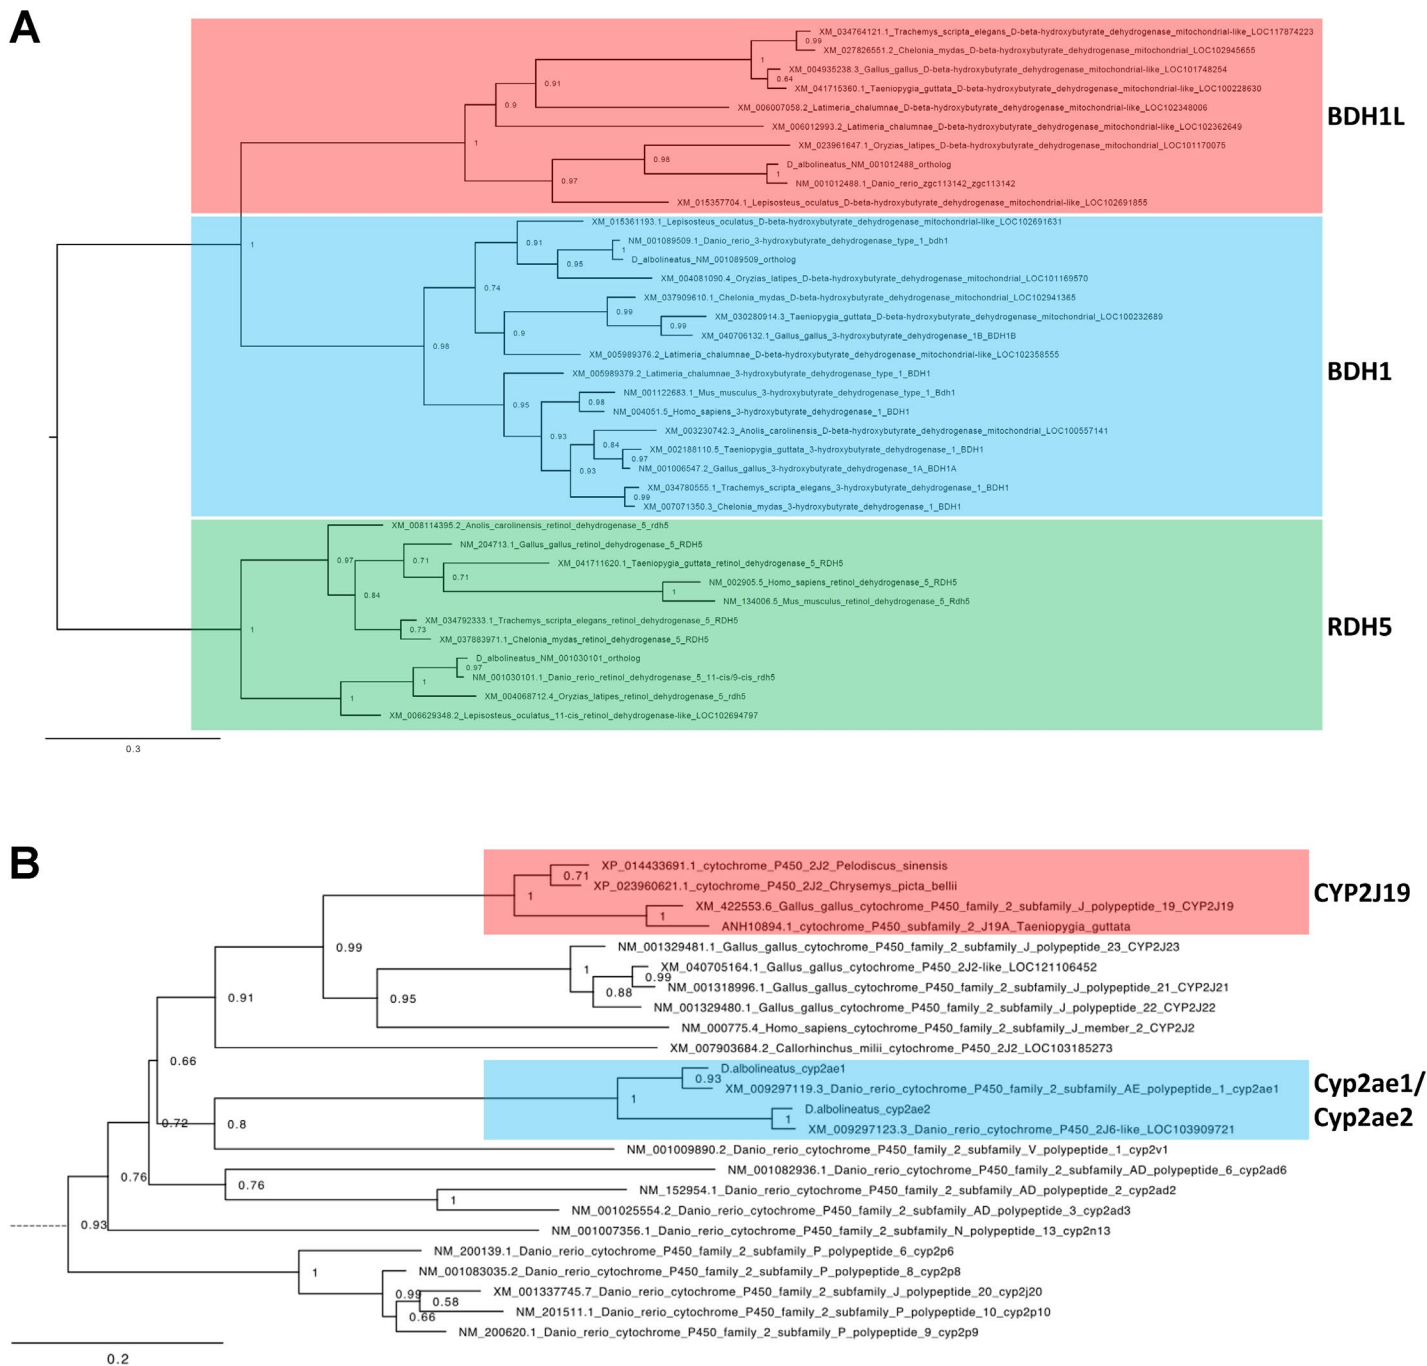 A
XM_034764121.1_Trachemys_scripta_elegans_D-beta-hydroxybutyrate_dehydrogenase_mitochondrial-like_LOC117874223
0.99
XM_027826551.2_Chelonia_mydas_D-beta-hydroxybutyrate_dehydrogenase_mitochondrial_LOC102945655
1
XM_004935238.3_Gallus_gallus_D-beta-hydroxybutyrate_dehydrogenase_mitochondrial-like_LOC101748254
0.64
0.91
XM_041715360.1_Taeniopygia_guttata_D-beta-hydroxybutyrate_dehydrogenase_mitochondrial-like_LOC100228630
0.9
XM_006007058.2_Latimeria_chalumnae_D-beta-hydroxybutyrate_dehydrogenase_mitochondrial-like_LOC102348006
BDH1L
XM_006012993.2_Latimeria_chalumnae_D-beta-hydroxybutyrate_dehydrogenase_mitochondrial-like_LOC102362649
1
XM_023961647.1_Oryzias_latipes_D-beta-hydroxybutyrate_dehydrogenase_mitochondrial_LOC101170075
0.98
D_albolineatus_NM_001012488_ortholog
1
0.97
NM_001012488.1_Danio_rerio_zgc113142_zgc113142
XM_015357704.1_Lepisosteus_oculatus_D-beta-hydroxybutyrate_dehydrogenase_mitochondrial-like_LOC102691855
XM_015361193.1_Lepisosteus_oculatus_D-beta-hydroxybutyrate_dehydrogenase_mitochondrial-like_LOC102691631
1
0.91
NM_001089509.1_Danio_rerio_3-hydroxybutyrate_dehydrogenase_type_1_bdh1
1
0.95
D_albolineatus_NM_001089509_ortholog
XM_004081090.4_Oryzias_latipes_D-beta-hydroxybutyrate_dehydrogenase_mitochondrial_LOC101169570
0.74
XM_037909610.1_Chelonia_mydas_D-beta-hydroxybutyrate_dehydrogenase_mitochondrial_LOC102941365
0.99
XM_030280914.3_Taeniopygia_guttata_D-beta-hydroxybutyrate_dehydrogenase_mitochondrial_LOC100232689
0.99
0.9
XM_040706132.1_Gallus_gallus_3-hydroxybutyrate_dehydrogenase_1B_BDH1B
0.98
XM_005989376.2_Latimeria_chalumnae_D-beta-hydroxybutyrate_dehydrogenase_mitochondrial-like_LOC102358555
BDH1
XM_005989379.2_Latimeria_chalumnae_3-hydroxybutyrate_dehydrogenase_type_1_BDH1
NM_001122683.1_Mus_musculus_3-hydroxybutyrate_dehydrogenase_type_1_Bdh1
0.95
0.98
NM_004051.5_Homo_sapiens_3-hydroxybutyrate_dehydrogenase_1_BDH1
XM_003230742.3_Anolis_carolinensis_D-beta-hydroxybutyrate_dehydrogenase_mitochondrial_LOC100557141
0.93
0.84
XM_002188110.5_Taeniopygia_guttata_3-hydroxybutyrate_dehydrogenase_1_BDH1
0.97
0.93
NM_001006547.2_Gallus_gallus_3-hydroxybutyrate_dehydrogenase_1A_BDH1A
XM_034780555.1_Trachemys_scripta_elegans_3-hydroxybutyrate_dehydrogenase_1_BDH1
0.99
XM_007071350.3_Chelonia_mydas_3-hydroxybutyrate_dehydrogenase_1_BDH1
XM_008114395.2_Anolis_carolinensis_retinol_dehydrogenase_5_rdh5
NM_204713.1_Gallus_gallus_retinol_dehydrogenase_5_RDH5
0.97
0.71
XM_041711620.1_Taeniopygia_guttata_retinol_dehydrogenase_5_RDH5
0.71
NM_002905.5_Homo_sapiens_retinol_dehydrogenase_5_RDH5
1
0.84
NM_134006.5_Mus_musculus_retinol_dehydrogenase_5_Rdh5
XM_034792333.1_Trachemys_scripta_elegans_retinol_dehydrogenase_5_RDH5
1
0.73
RDH5
XM_037883971.1_Chelonia_mydas_retinol_dehydrogenase_5_RDH5
D_albolineatus_NM_001030101_ortholog
0.97
NM_001030101.1_Danio_rerio_retinol_dehydrogenase_5_11-cis/9-cis_rdh5
1
XM_004068712.4_Oryzias_latipes_retinol_dehydrogenase_5_rdh5
1
XM_006629348.2_Lepisosteus_oculatus_11-cis_retinol_dehydrogenase-like_LOC102694797
0.3
B
XP_014433691.1_cytochrome_P450_2J2_Pelodiscus_sinensis
0.71
XP_023960621.1_cytochrome_P450_2J2_Chrysemys_picta_bellii
1
CYP2J19
XM_422553.6_Gallus_gallus_cytochrome_P450_family_2_subfamily_J_polypeptide_19_CYP2J19
1
ANH10894.1_cytochrome_P450_subfamily_2_J19A_Taeniopygia_guttata
0.99
NM_001329481.1_Gallus_gallus_cytochrome_P450_family_2_subfamily_J_polypeptide_23_CYP2J23
1
XM_040705164.1_Gallus_gallus_cytochrome_P450_2J2-like_LOC121106452
0.99
0.88
NM_001318996.1_Gallus_gallus_cytochrome_P450_family_2_subfamily_J_polypeptide_21_CYP2J21
0.91
0.95
NM_001329480.1_Gallus_gallus_cytochrome_P450_family_2_subfamily_J_polypeptide_22_CYP2J22
NM_000775.4_Homo_sapiens_cytochrome_P450_family_2_subfamily_J_member_2_CYP2J2
XM_007903684.2_Callorhinchus_milii_cytochrome_P450_2J2_LOC103185273
0.66
D.albolineatus_cyp2ae1
0.93
XM_009297119.3_Danio_rerio_cytochrome_P450_family_2_subfamily_AE_polypeptide_1_cyp2ae1
Cyp2ae1/
Cyp2ae2
1
D.albolineatus_cyp2ae2
1
0.72
0.8
XM_009297123.3_Danio_rerio_cytochrome_P450_2J6-like_LOC103909721
NM_001009890.2_Danio_rerio_cytochrome_P450_family_2_subfamily_V_polypeptide_1_cyp2v1
NM_001082936.1_Danio_rerio_cytochrome_P450_family_2_subfamily_AD_polypeptide_6_cyp2ad6
0.76
0.76
NM_152954.1_Danio_rerio_cytochrome_P450_family_2_subfamily_AD_polypeptide_2_cyp2ad2
1
NM_001025554.2_Danio_rerio_cytochrome_P450_family_2_subfamily_AD_polypeptide_3_cyp2ad3
0.93
NM_001007356.1_Danio_rerio_cytochrome_P450_family_2_subfamily_N_polypeptide_13_cyp2n13
NM_200139.1_Danio_rerio_cytochrome_P450_family_2_subfamily_P_polypeptide_6_cyp2p6
1
NM_001083035.2_Danio_rerio_cytochrome_P450_family_2_subfamily_P_polypeptide_8_cyp2p8
0.99
XM_001337745.7_Danio_rerio_cytochrome_P450_family_2_subfamily_J_polypeptide_20_cyp2j20
0.58
NM_201511.1_Danio_rerio_cytochrome_P450_family_2_subfamily_P_polypeptide_10_cyp2p10
0.66
NM_200620.1_Danio_rerio_cytochrome_P450_family_2_subfamily_P_polypeptide_9_cyp2p9
0.2